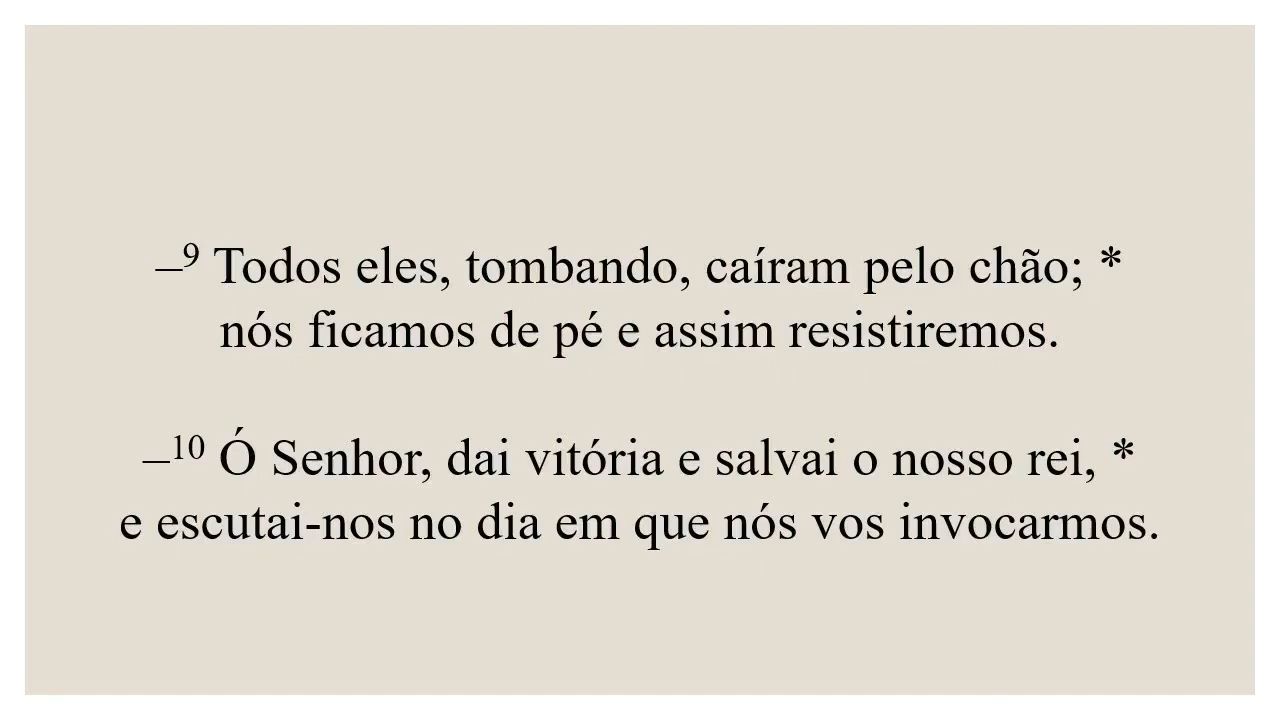 –⁹ Todos eles, tombando, caíram pelo chão; *
nós ficamos de pé e assim resistiremos.
–¹⁰ Ó Senhor, dai vitória e salvai o nosso rei, *
e escutai-nos no dia em que nós vos invocarmos.